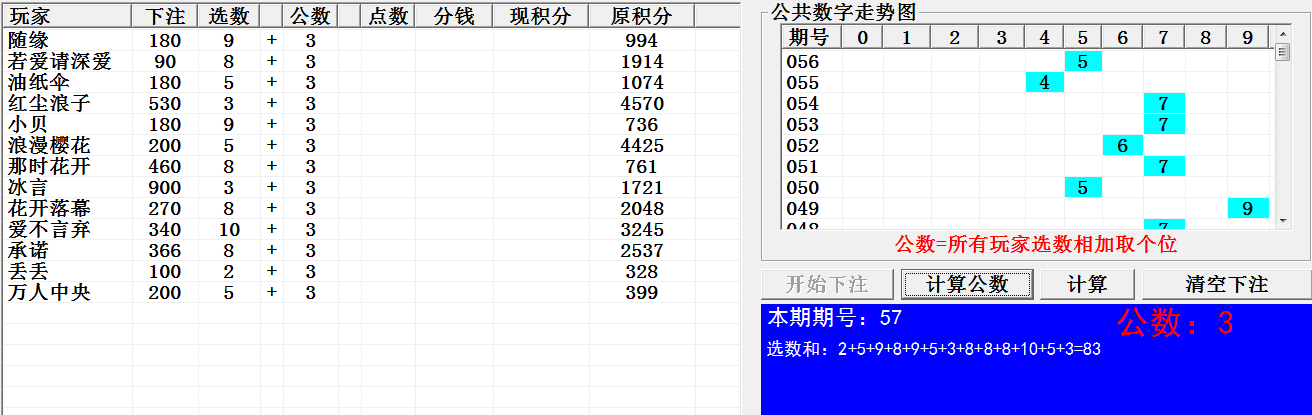 玩家 下注 选数 公数 点数 分钱 现积分 原积分
随缘 180 9 + 3 994
若爱请深爱 90 8 + 3 1914
油纸伞 180 5 + 3 1074
红尘浪子 530 3 + 3 4570
小贝 180 9 + 3 736
浪漫樱花 200 5 + 3 4425
那时花开 460 8 + 3 761
冰言 900 3 + 3 1721
花开落幕 270 8 + 3 2048
爱不言弃 340 10 + 3 3245
承诺 366 8 + 3 2537
丢丢 100 2 + 3 328
万人中央 200 5 + 3 399
公共数字走势图
期号 0 1 2 3 4 5 6 7 8 9
056 5
055 4
054 7
053 7
052 6
051 7
050 5
049 9
048 7
公数=所有玩家选数相加取个位
开始下注 计算公数 计算 清空下注
本期期号：57 公数：3
选数和：2+5+9+8+9+5+3+8+8+8+10+5+3=83